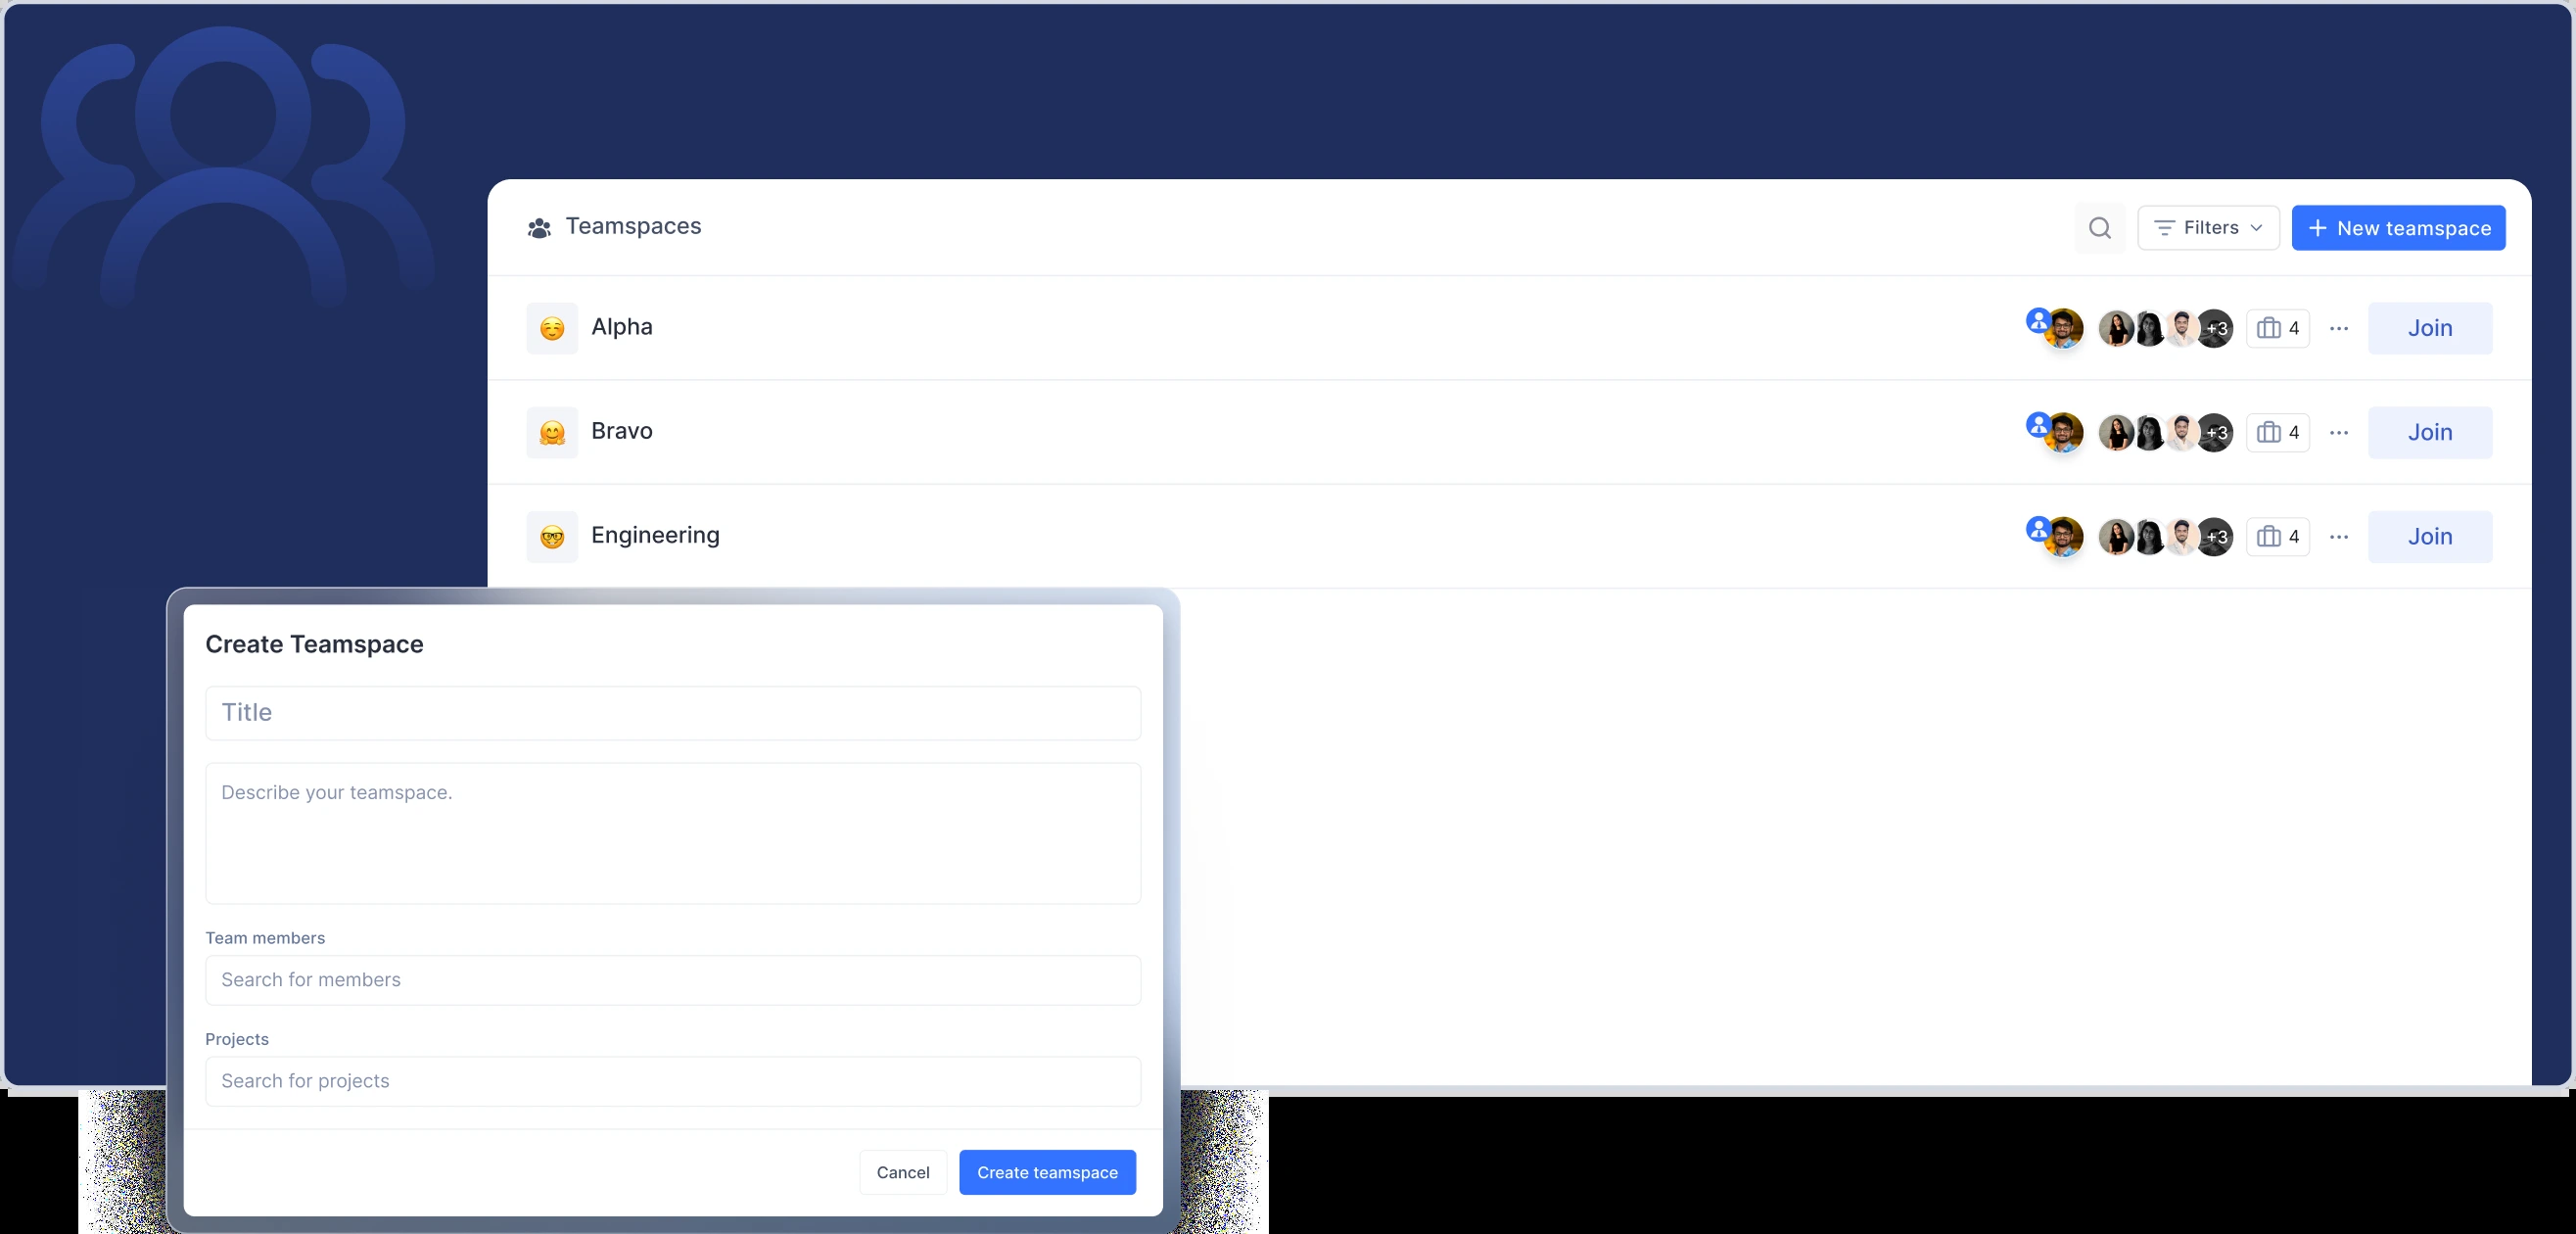 Teamspaces
Filters
+ New teamspace
Alpha
+3
4
Join
Bravo
+3
4
Join
Engineering
+3
4
Join
Create Teamspace
Title
Describe your teamspace.
Team members
Search for members
Projects
Search for projects
Cancel
Create teamspace